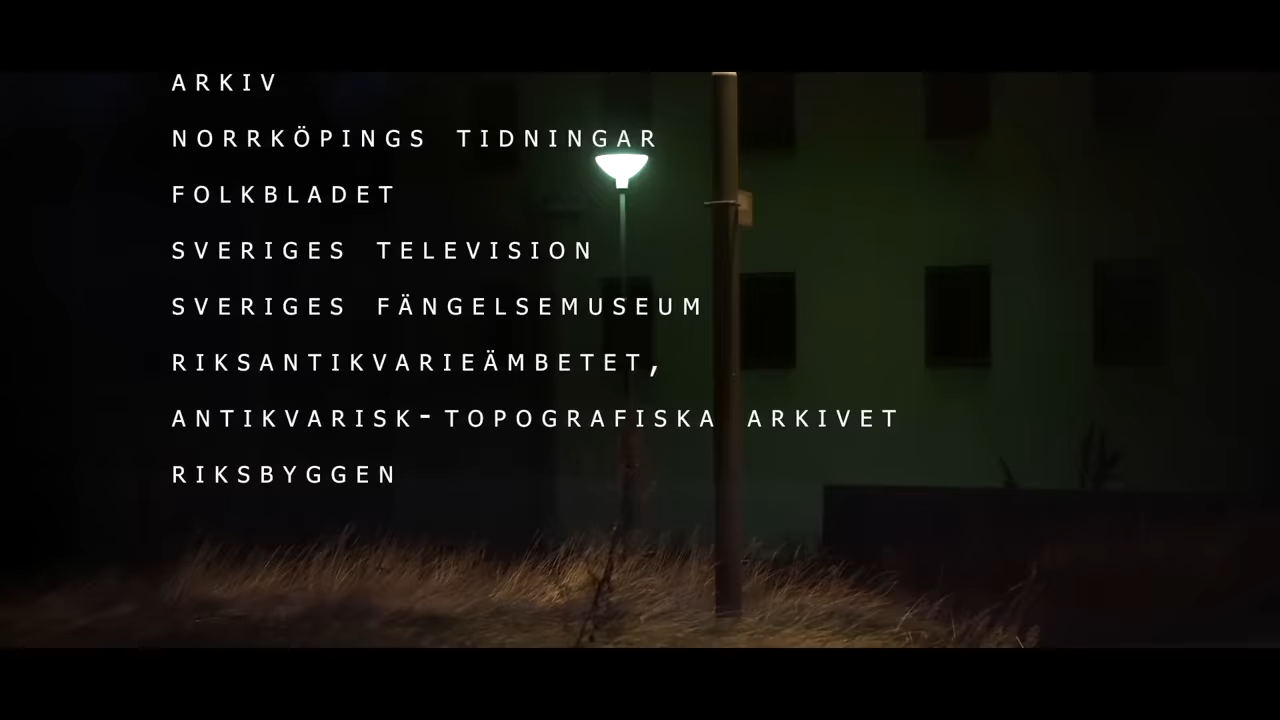 ARKIV
NORRKÖPINGS TIDNINGAR
FOLKBLADET
SVERIGES TELEVISION
SVERIGES FÄNGELSEMUSEUM
RIKSANTIKVARIEÄMBETET,
ANTIKVARISK-TOPOGRAFISKA ARKIVET
RIKSBYGGEN